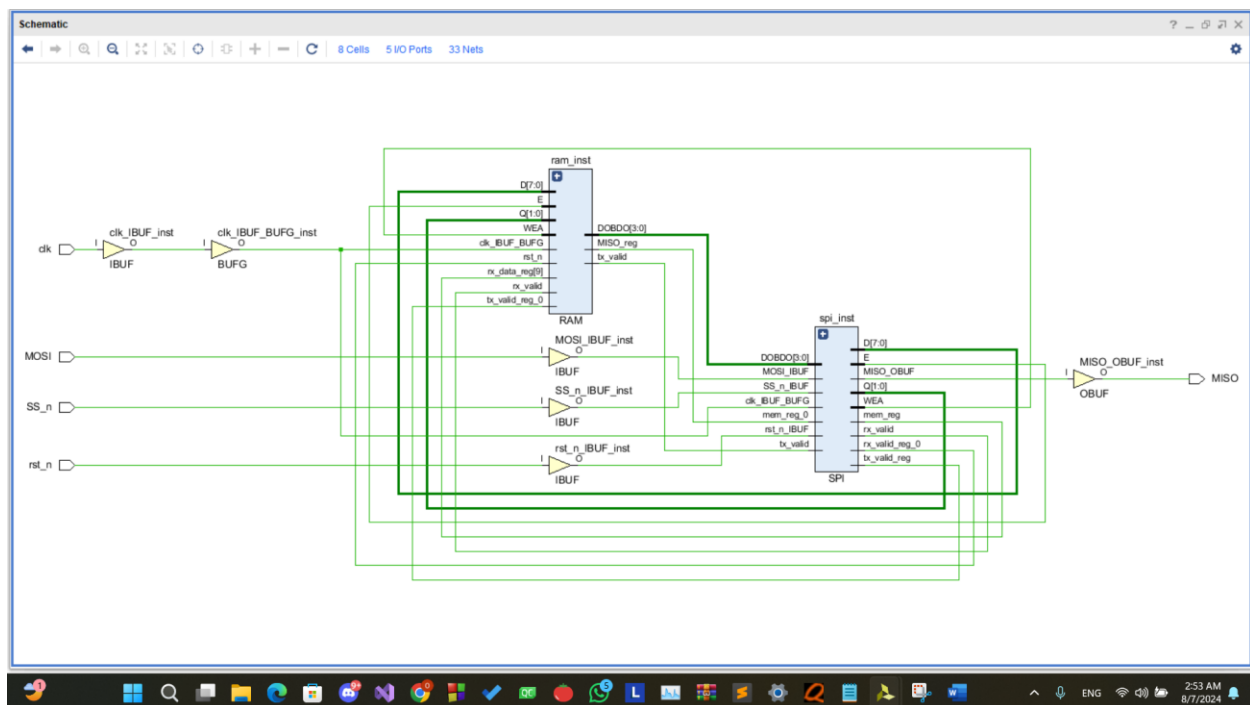 Schematic
8 Cells 5 I/O Ports 33 Nets
ram_inst
D[7:0]
E
Q[1:0]
WEA
clk_IBUF_BUFG
rst_n
rx_data_reg[9]
rx_valid
tx_valid_reg_0
DOBDO[3:0]
MISO_reg
tx_valid
RAM
clk
clk_IBUF_inst
I
O
IBUF
clk_IBUF_BUFG_inst
I
O
BUFG
MOSI
MOSI_IBUF_inst
I
O
IBUF
SS_n
SS_n_IBUF_inst
I
O
IBUF
rst_n
rst_n_IBUF_inst
I
O
IBUF
spi_inst
DOBDO[3:0]
MOSI_IBUF
SS_n_IBUF
clk_IBUF_BUFG
mem_reg_0
rst_n_IBUF
tx_valid
D[7:0]
E
MISO_OBUF
Q[1:0]
WEA
mem_reg
rx_valid
rx_valid_reg_0
tx_valid_reg
SPI
MISO_OBUF_inst
I
O
OBUF
MISO
ENG
2:53 AM
8/7/2024